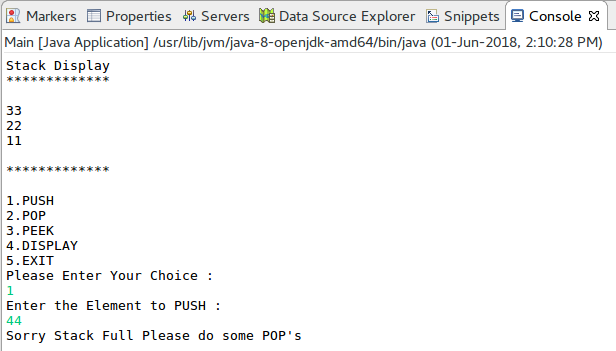 Markers Properties Servers Data Source Explorer Snippets Console
Main [Java Application] /usr/lib/jvm/java-8-openjdk-amd64/bin/java (01-Jun-2018, 2:10:28 PM)
Stack Display
*************
33
22
11
*************
1.PUSH
2.POP
3.PEEK
4.DISPLAY
5.EXIT
Please Enter Your Choice :
1
Enter the Element to PUSH :
44
Sorry Stack Full Please do some POP's